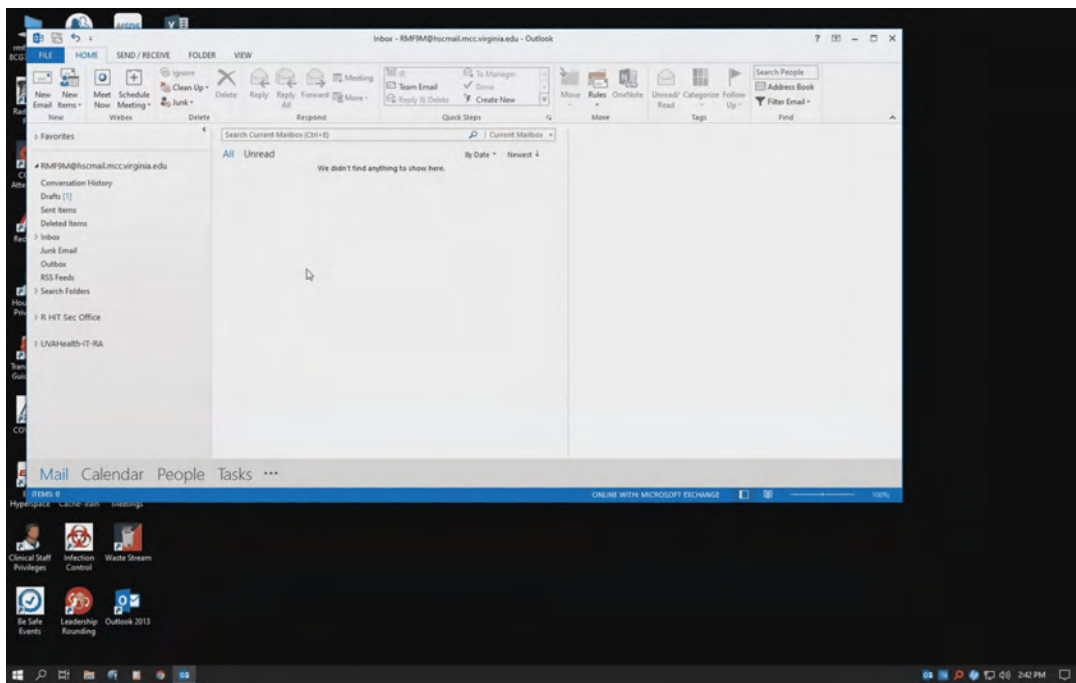 Inbox - RMF9M@hscmail.mcc.virginia.edu - Outlook
FILE HOME SEND / RECEIVE FOLDER VIEW
New Email
New Items
Meet Now
Schedule Meeting
Ignore
Clean Up
Junk
Delete
Reply
Reply All
Forward
Meeting
More
Team Email
Reply & Delete
To Manager
Done
Create New
Move
Rules
OneNote
Unread/ Read
Categorize
Follow Up
Search People
Address Book
Filter Email
New Webex Delete Respond Quick Steps Move Tags Find
Favorites
RMF9M@hscmail.mcc.virginia.edu
Conversation History
Drafts [1]
Sent Items
Deleted Items
Inbox
Junk Email
Outbox
RSS Feeds
Search Folders
R HIT Sec Office
UVAHealth-IT-RA
Search Current Mailbox (Ctrl+E) Current Mailbox
All Unread By Date Newest
We didn't find anything to show here.
Mail Calendar People Tasks
ITEMS: 0 ONLINE WITH: MICROSOFT EXCHANGE 100%
Hyperspace
Clinical Staff Privileges
Infection Control
Waste Stream
Be Safe Events
Leadership Rounding
Outlook 2013
2:42 PM